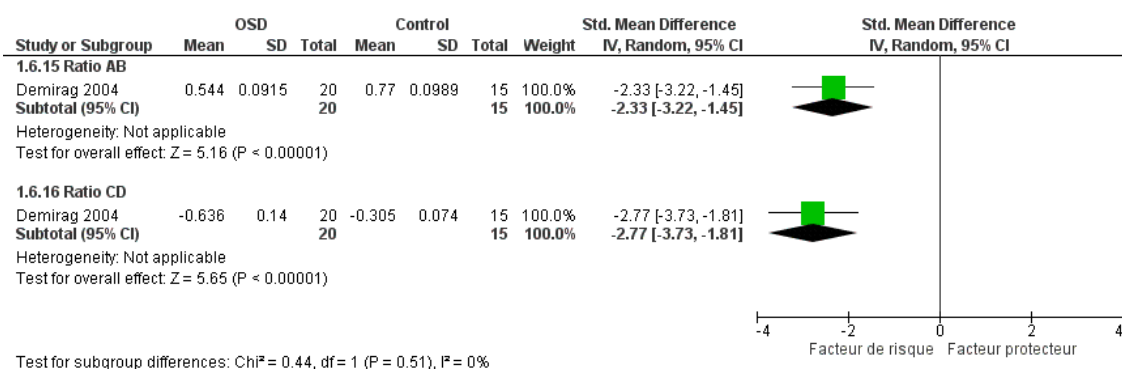 OSD Control Std. Mean Difference Std. Mean Difference
Study or Subgroup Mean SD Total Mean SD Total Weight IV, Random, 95% CI IV, Random, 95% CI
1.6.15 Ratio AB
Demirag 2004 0.544 0.0915 20 0.77 0.0989 15 100.0% -2.33 [-3.22, -1.45]
Subtotal (95% CI) 20 15 100.0% -2.33 [-3.22, -1.45]
Heterogeneity: Not applicable
Test for overall effect: Z = 5.16 (P < 0.00001)
1.6.16 Ratio CD
Demirag 2004 -0.636 0.14 20 -0.305 0.074 15 100.0% -2.77 [-3.73, -1.81]
Subtotal (95% CI) 20 15 100.0% -2.77 [-3.73, -1.81]
Heterogeneity: Not applicable
Test for overall effect: Z = 5.65 (P < 0.00001)
-4 -2 0 2 4
Facteur de risque Facteur protecteur
Test for subgroup differences: Chi² = 0.44, df = 1 (P = 0.51), I² = 0%